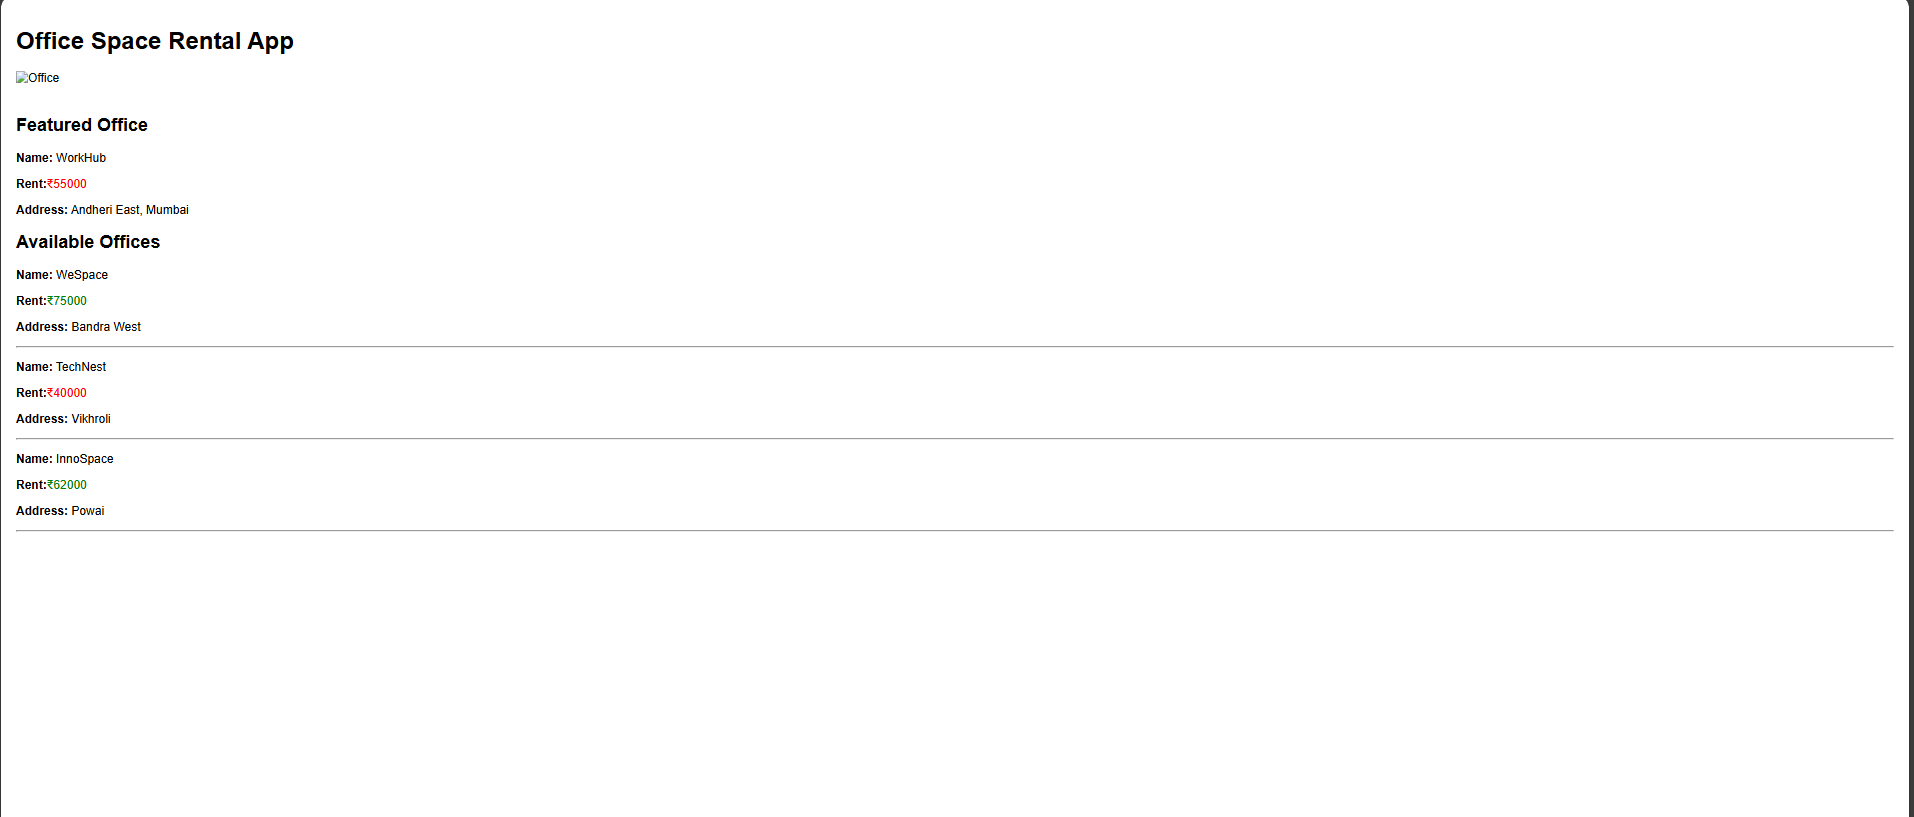 Office Space Rental App
Office
Featured Office
Name: WorkHub
Rent:₹55000
Address: Andheri East, Mumbai
Available Offices
Name: WeSpace
Rent:₹75000
Address: Bandra West
Name: TechNest
Rent:₹40000
Address: Vikhroli
Name: InnoSpace
Rent:₹62000
Address: Powai